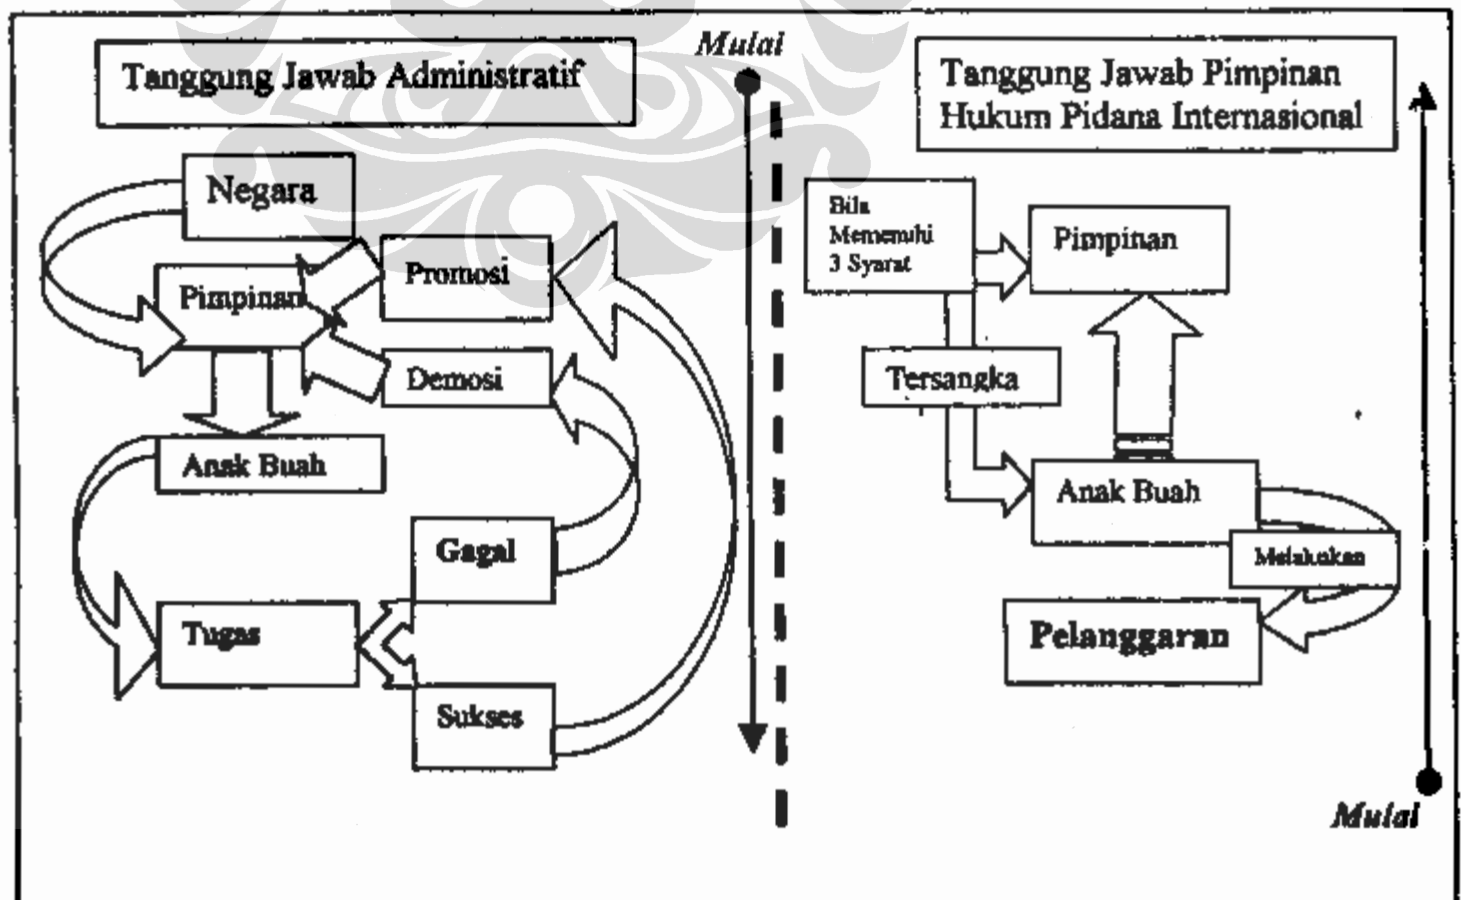 Mulai
Tanggung Jawab Administratif
Negara
Promosi
Pimpinan
Demosi
Anak Buah
Gagal
Tugas
Sukses
Tanggung Jawab Pimpinan
Hukum Pidana Internasional
Bila
Memenuhi
3 Syarat
Pimpinan
Tersangka
Anak Buah
Melakukan
Pelanggaran
Mulai